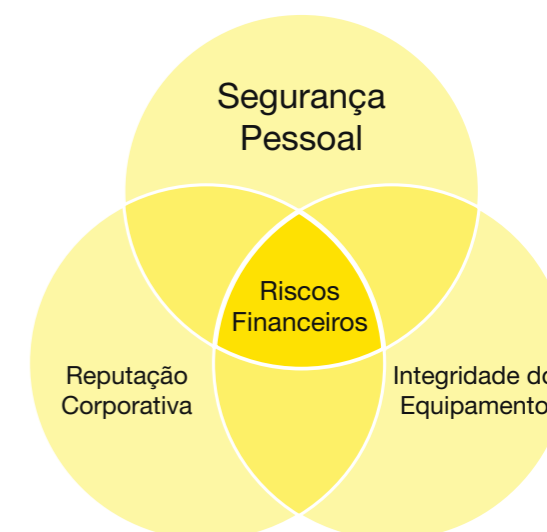 Segurança
Pessoal
Riscos
Financeiros
Reputação
Corporativa
Integridade do
Equipamento